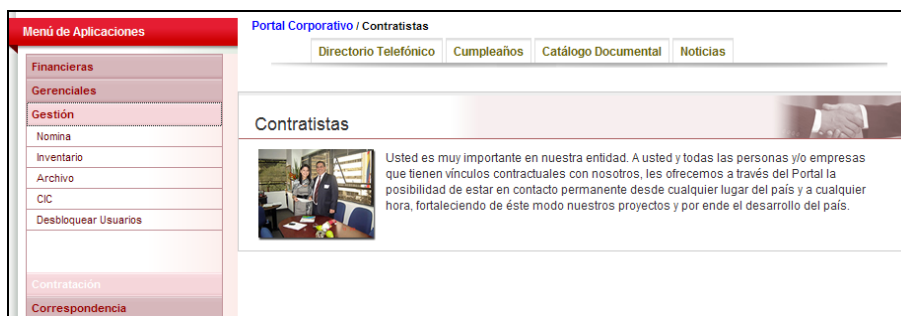 Menú de Aplicaciones
Financieras
Gerenciales
Gestión
Nomina
Inventario
Archivo
CIC
Desbloquear Usuarios
Contratación
Correspondencia
Portal Corporativo / Contratistas
Directorio Telefónico Cumpleaños Catálogo Documental Noticias
Contratistas
Usted es muy importante en nuestra entidad. A usted y todas las personas y/o empresas
que tienen vínculos contractuales con nosotros, les ofrecemos a través del Portal la
posibilidad de estar en contacto permanente desde cualquier lugar del país y a cualquier
hora, fortaleciendo de éste modo nuestros proyectos y por ende el desarrollo del país.